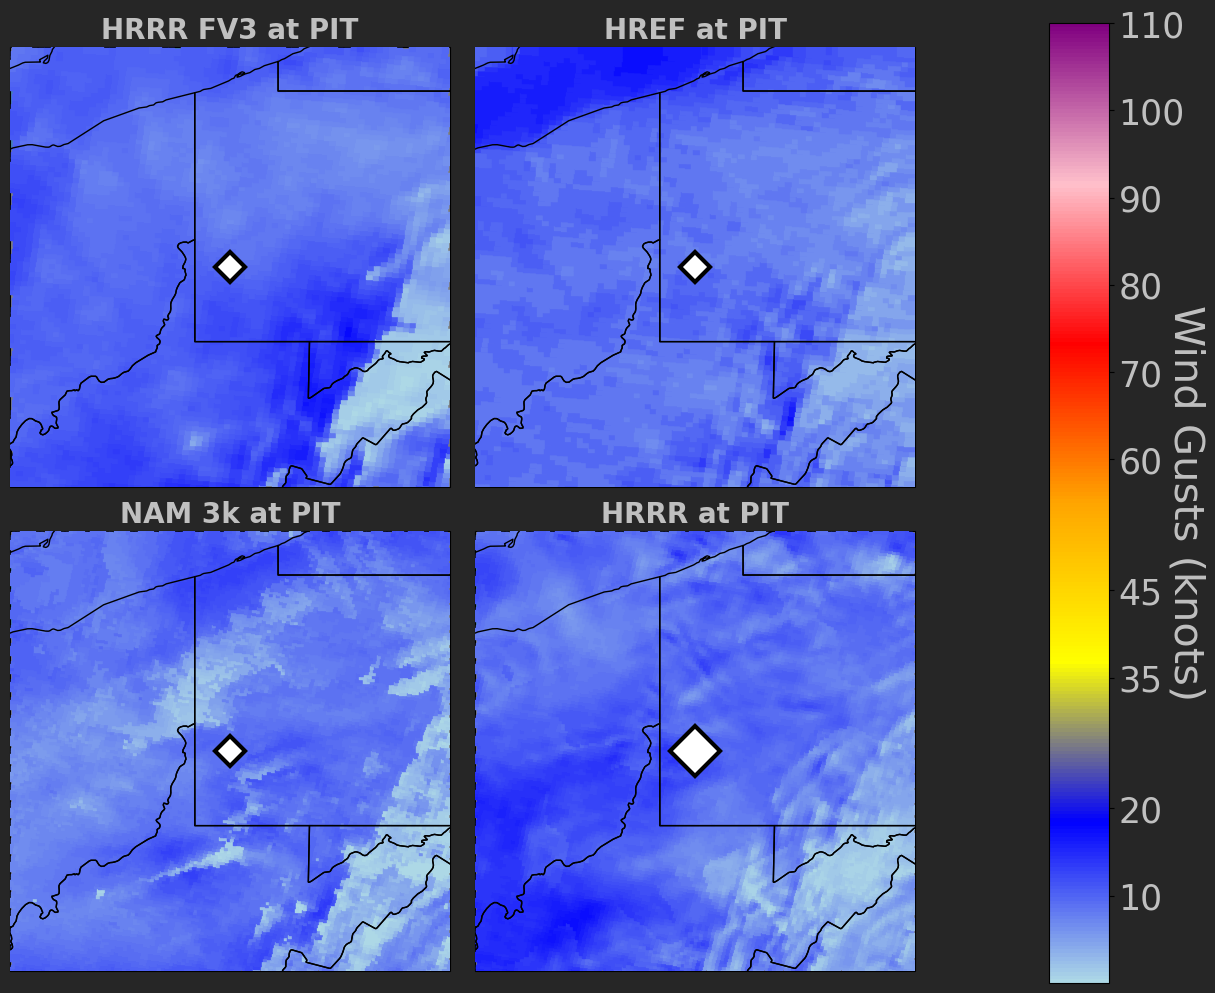 HRRR FV3 at PIT
HREF at PIT
NAM 3k at PIT
HRRR at PIT
110
100
90
80
70
60
45
35
20
10
Wind Gusts (knots)